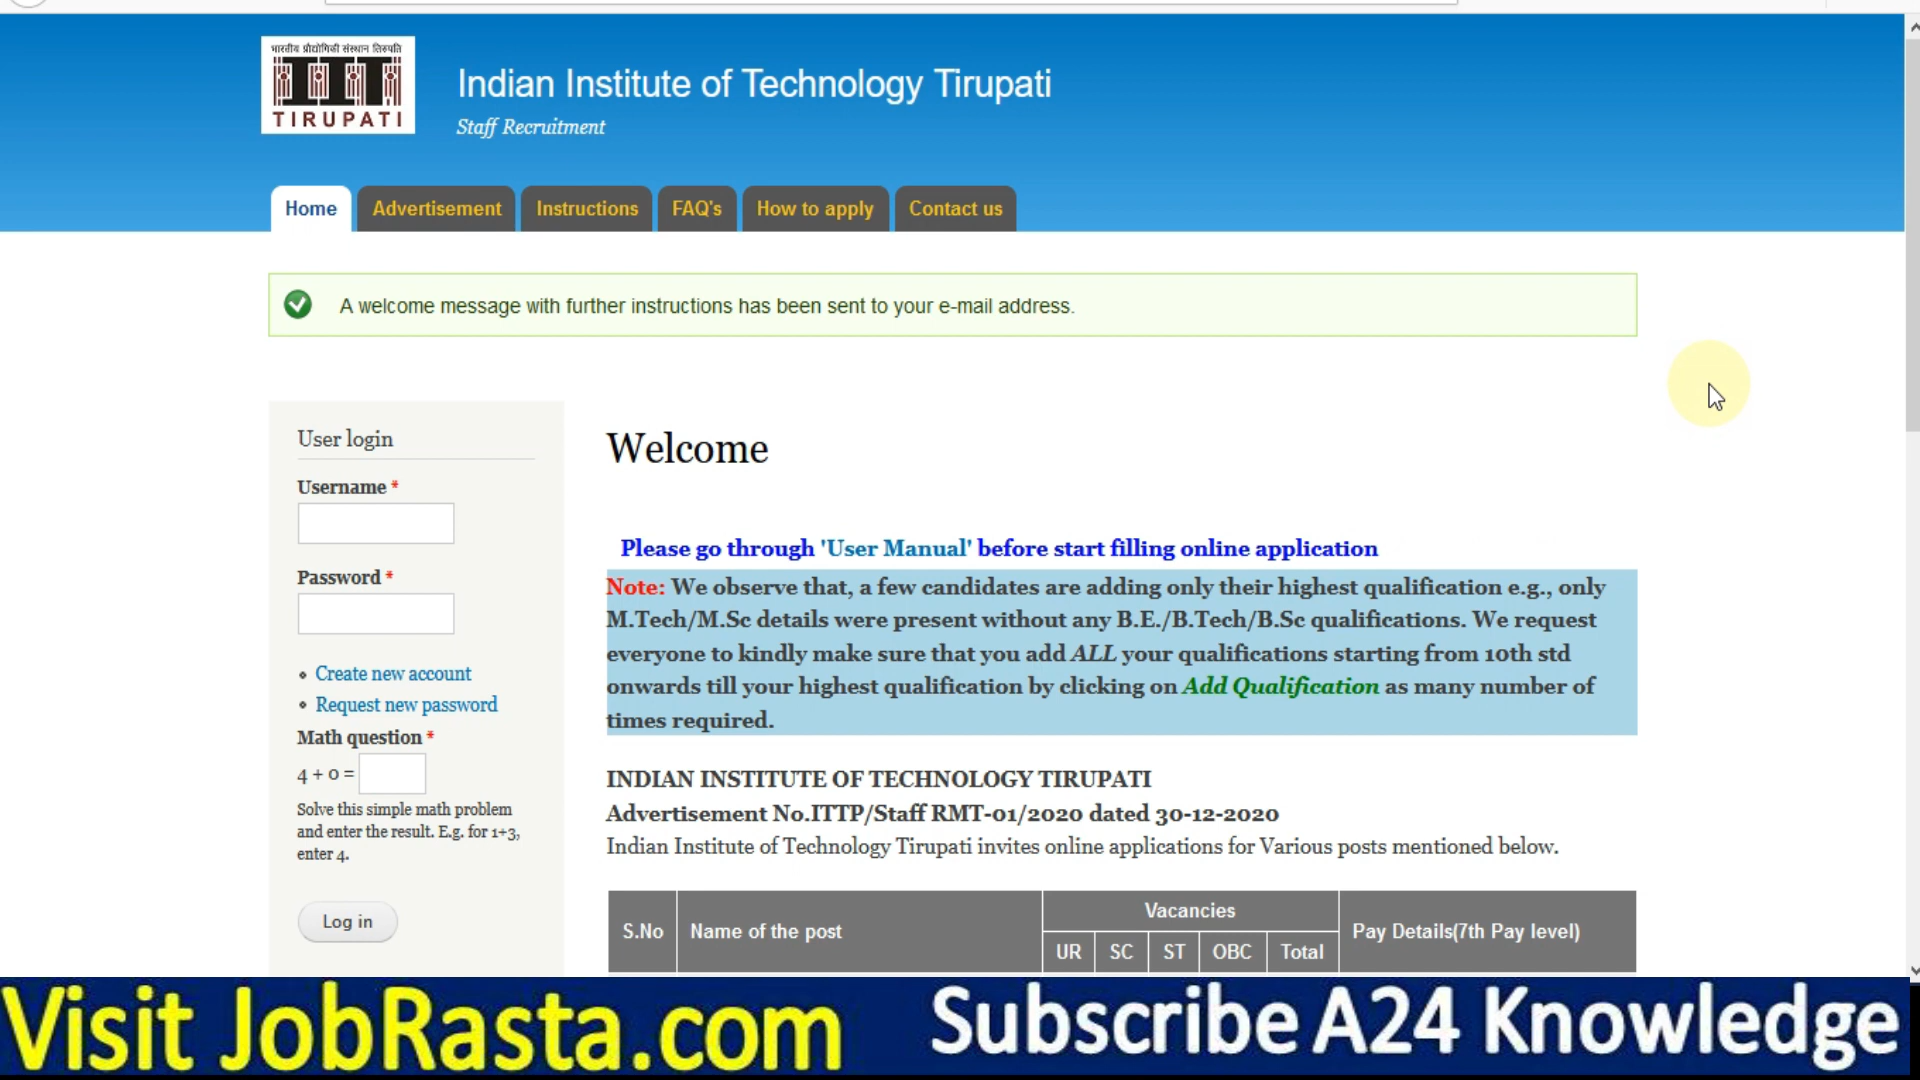 भारतीय प्रौद्योगिकी संस्थान तिरुपति
TIRUPATI
Indian Institute of Technology Tirupati
Staff Recruitment
Home
Advertisement
Instructions
FAQ's
How to apply
Contact us
A welcome message with further instructions has been sent to your e-mail address.
User login
Username *
Password *
Create new account
Request new password
Math question *
4 + 0 =
Solve this simple math problem
and enter the result. E.g. for 1+3,
enter 4.
Log in
Welcome
Please go through 'User Manual' before start filling online application
Note: We observe that, a few candidates are adding only their highest qualification e.g., only
M.Tech/M.Sc details were present without any B.E./B.Tech/B.Sc qualifications. We request
everyone to kindly make sure that you add ALL your qualifications starting from 10th std
onwards till your highest qualification by clicking on Add Qualification as many number of
times required.
INDIAN INSTITUTE OF TECHNOLOGY TIRUPATI
Advertisement No.ITTP/Staff RMT-01/2020 dated 30-12-2020
Indian Institute of Technology Tirupati invites online applications for Various posts mentioned below.
S.No
Name of the post
Vacancies
Pay Details(7th Pay level)
UR SC ST OBC Total
Visit JobRasta.com
Subscribe A24 Knowledge